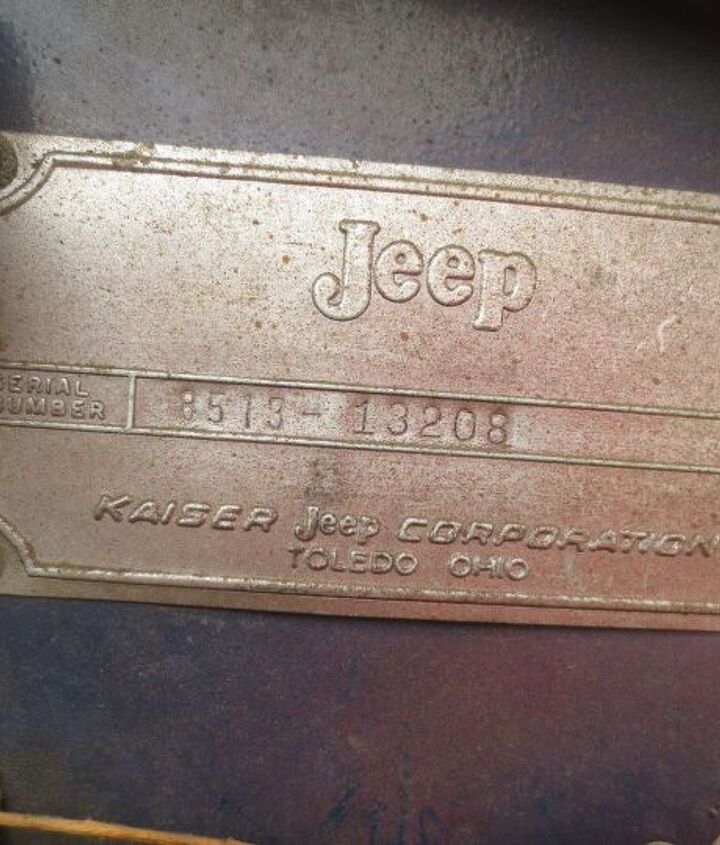 Jeep
SERIAL
NUMBER
8513- 13208
KAISER Jeep CORPORATION
TOLEDO OHIO